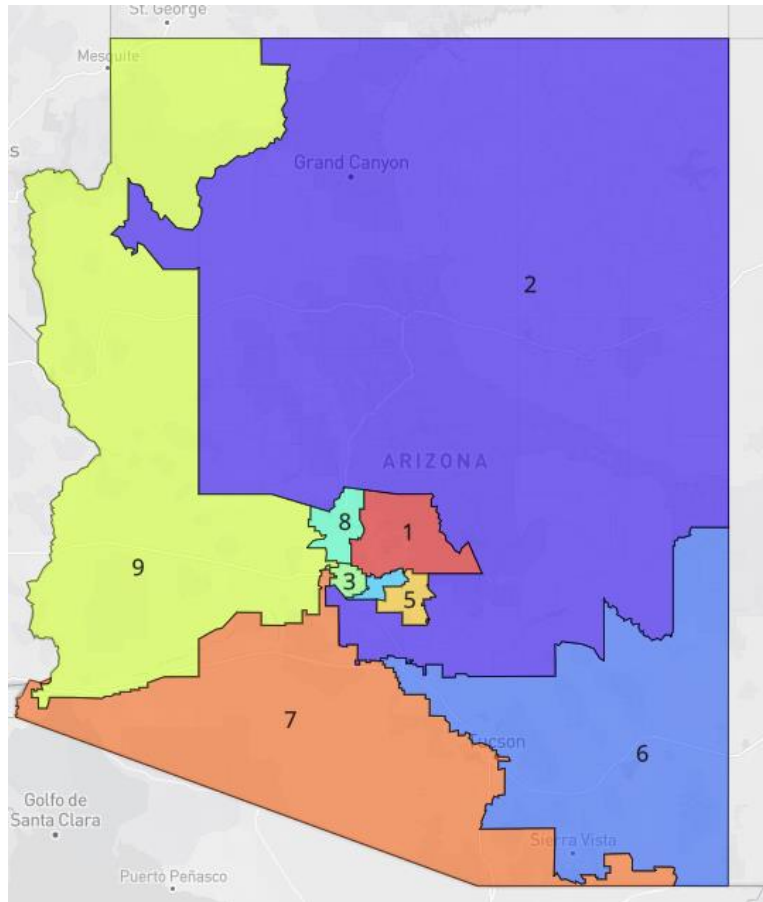 St. George
Mesquite
s
Grand Canyon
2
ARIZONA
8
1
9
3
5
7
Tucson
6
Golfo de
Santa Clara
Sierra Vista
Puerto Peñasco